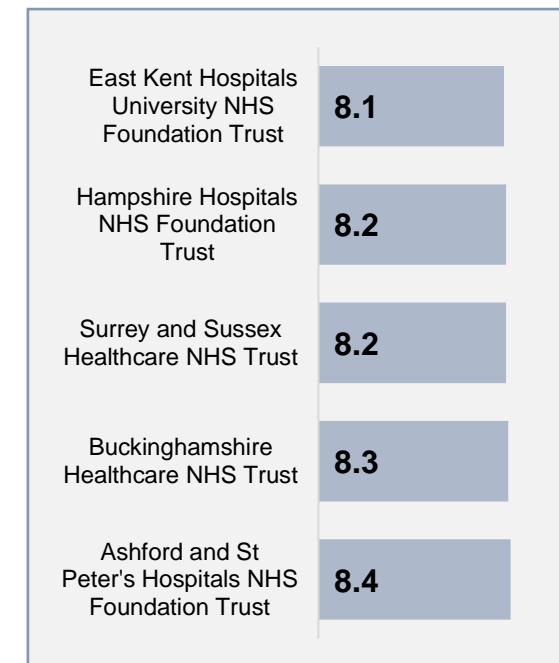 East Kent Hospitals
University NHS
Foundation Trust
8.1
Hampshire Hospitals
NHS Foundation
Trust
8.2
Surrey and Sussex
Healthcare NHS Trust
8.2
Buckinghamshire
Healthcare NHS Trust
8.3
Ashford and St
Peter's Hospitals NHS
Foundation Trust
8.4